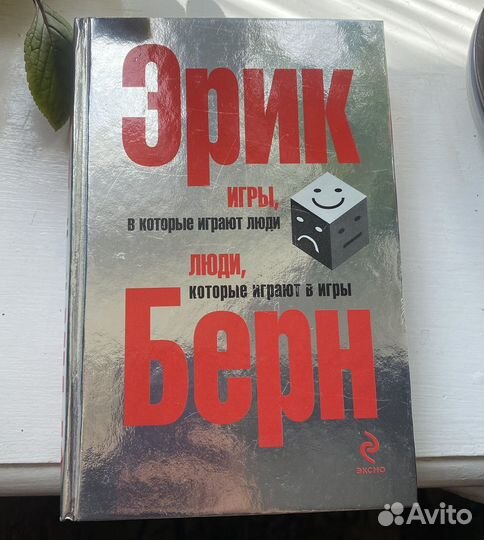 Эрик
ИГРЫ,
В КОТОРЫЕ ИГРАЮТ ЛЮДИ
ЛЮДИ,
КОТОРЫЕ ИГРАЮТ В ИГРЫ
Берн
ЭКСМО
Avito